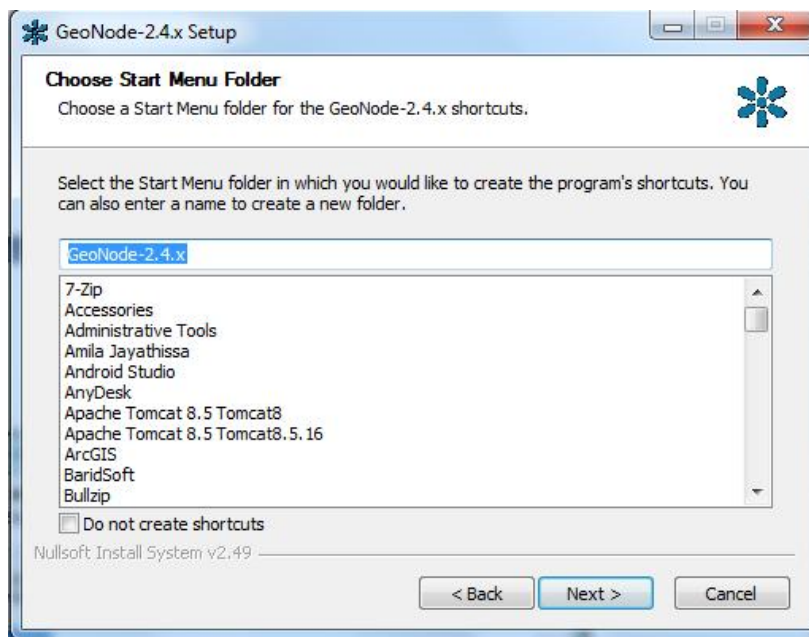 GeoNode-2.4.x Setup
Choose Start Menu Folder
Choose a Start Menu folder for the GeoNode-2.4.x shortcuts.
Select the Start Menu folder in which you would like to create the program's shortcuts. You
can also enter a name to create a new folder.
GeoNode-2.4.x
7-Zip
Accessories
Administrative Tools
Amila Jayathissa
Android Studio
AnyDesk
Apache Tomcat 8.5 Tomcat8
Apache Tomcat 8.5 Tomcat8.5.16
ArcGIS
BaridSoft
Bullzip
Do not create shortcuts
Nullsoft Install System v2.49
< Back Next > Cancel